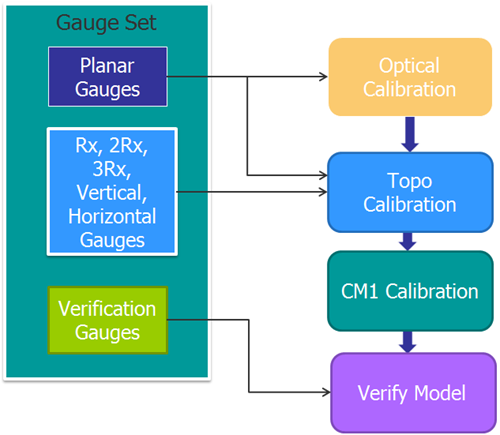 Gauge Set
Planar
Gauges
Rx, 2Rx,
3Rx,
Vertical,
Horizontal
Gauges
Verification
Gauges
Optical
Calibration
Topo
Calibration
CM1 Calibration
Verify Model